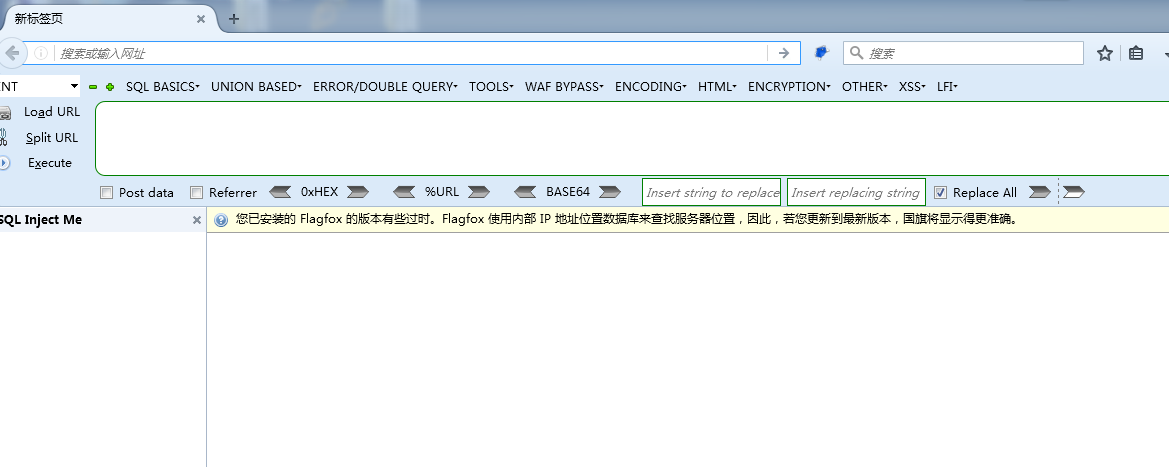 新标签页
搜索或输入网址
搜索
NT SQL BASICS UNION BASED ERROR/DOUBLE QUERY TOOLS WAF BYPASS ENCODING HTML ENCRYPTION OTHER XSS LFI
Load URL
Split URL
Execute
Post data Referrer 0xHEX %URL BASE64 Insert string to replace Insert replacing string Replace All
SQL Inject Me
您已安装的 Flagfox 的版本有些过时。Flagfox 使用内部 IP 地址位置数据库来查找服务器位置，因此，若您更新到最新版本，国旗将显示得更准确。